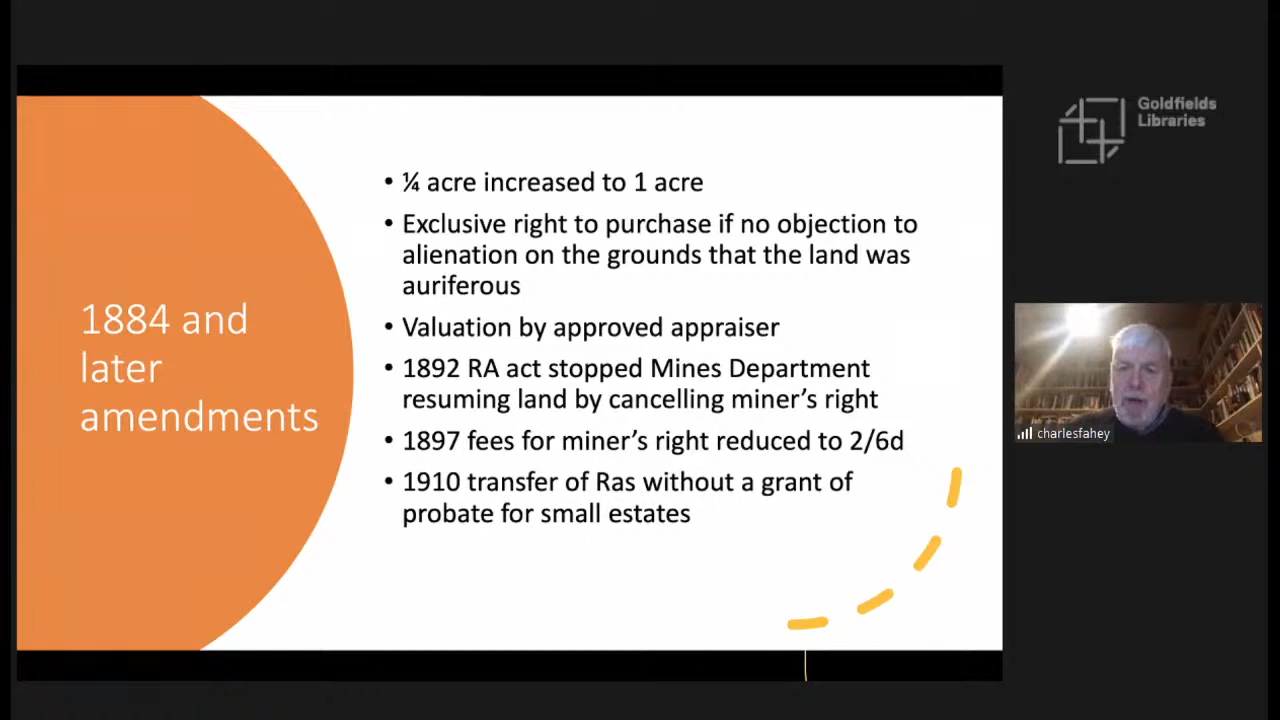 1884 and
later
amendments
• ¼ acre increased to 1 acre
• Exclusive right to purchase if no objection to
alienation on the grounds that the land was
auriferous
• Valuation by approved appraiser
• 1892 RA act stopped Mines Department
resuming land by cancelling miner’s right
• 1897 fees for miner’s right reduced to 2/6d
• 1910 transfer of Ras without a grant of
probate for small estates
Goldfields
Libraries
charlesfahey